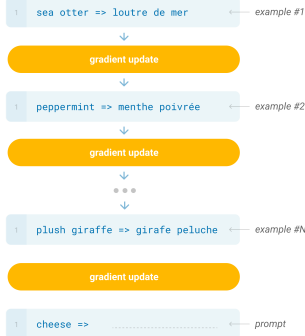 1 sea otter => loutre de mer ← example #1
gradient update
1 peppermint => menthe poivrée ← example #2
gradient update
1 plush giraffe => girafe peluche ← example #N
gradient update
1 cheese => ........................ ← prompt